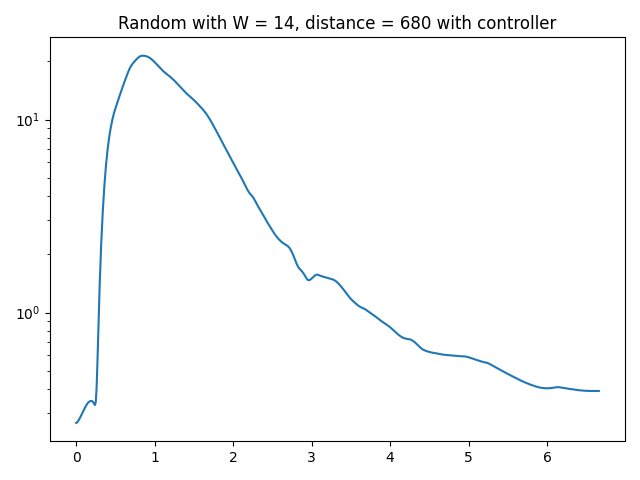 Random with W = 14, distance = 680 with controller
10¹
10⁰
0 1 2 3 4 5 6